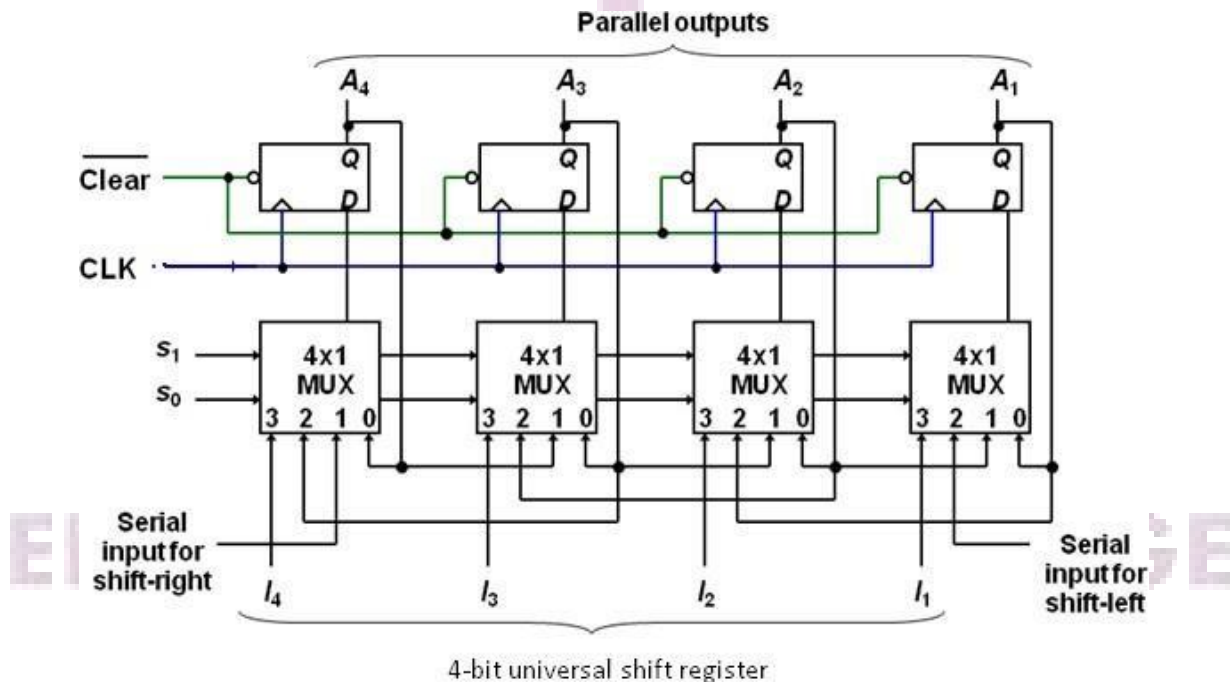 Parallel outputs
A4 A3 A2 A1
Q Q Q Q
Clear
D D D D
CLK
4x1 4x1 4x1 4x1
s1
MUX MUX MUX MUX
s0
3 2 1 0 3 2 1 0 3 2 1 0 3 2 1 0
Serial
input for
shift-right
Serial
input for
shift-left
I4 I3 I2 I1
4-bit universal shift register